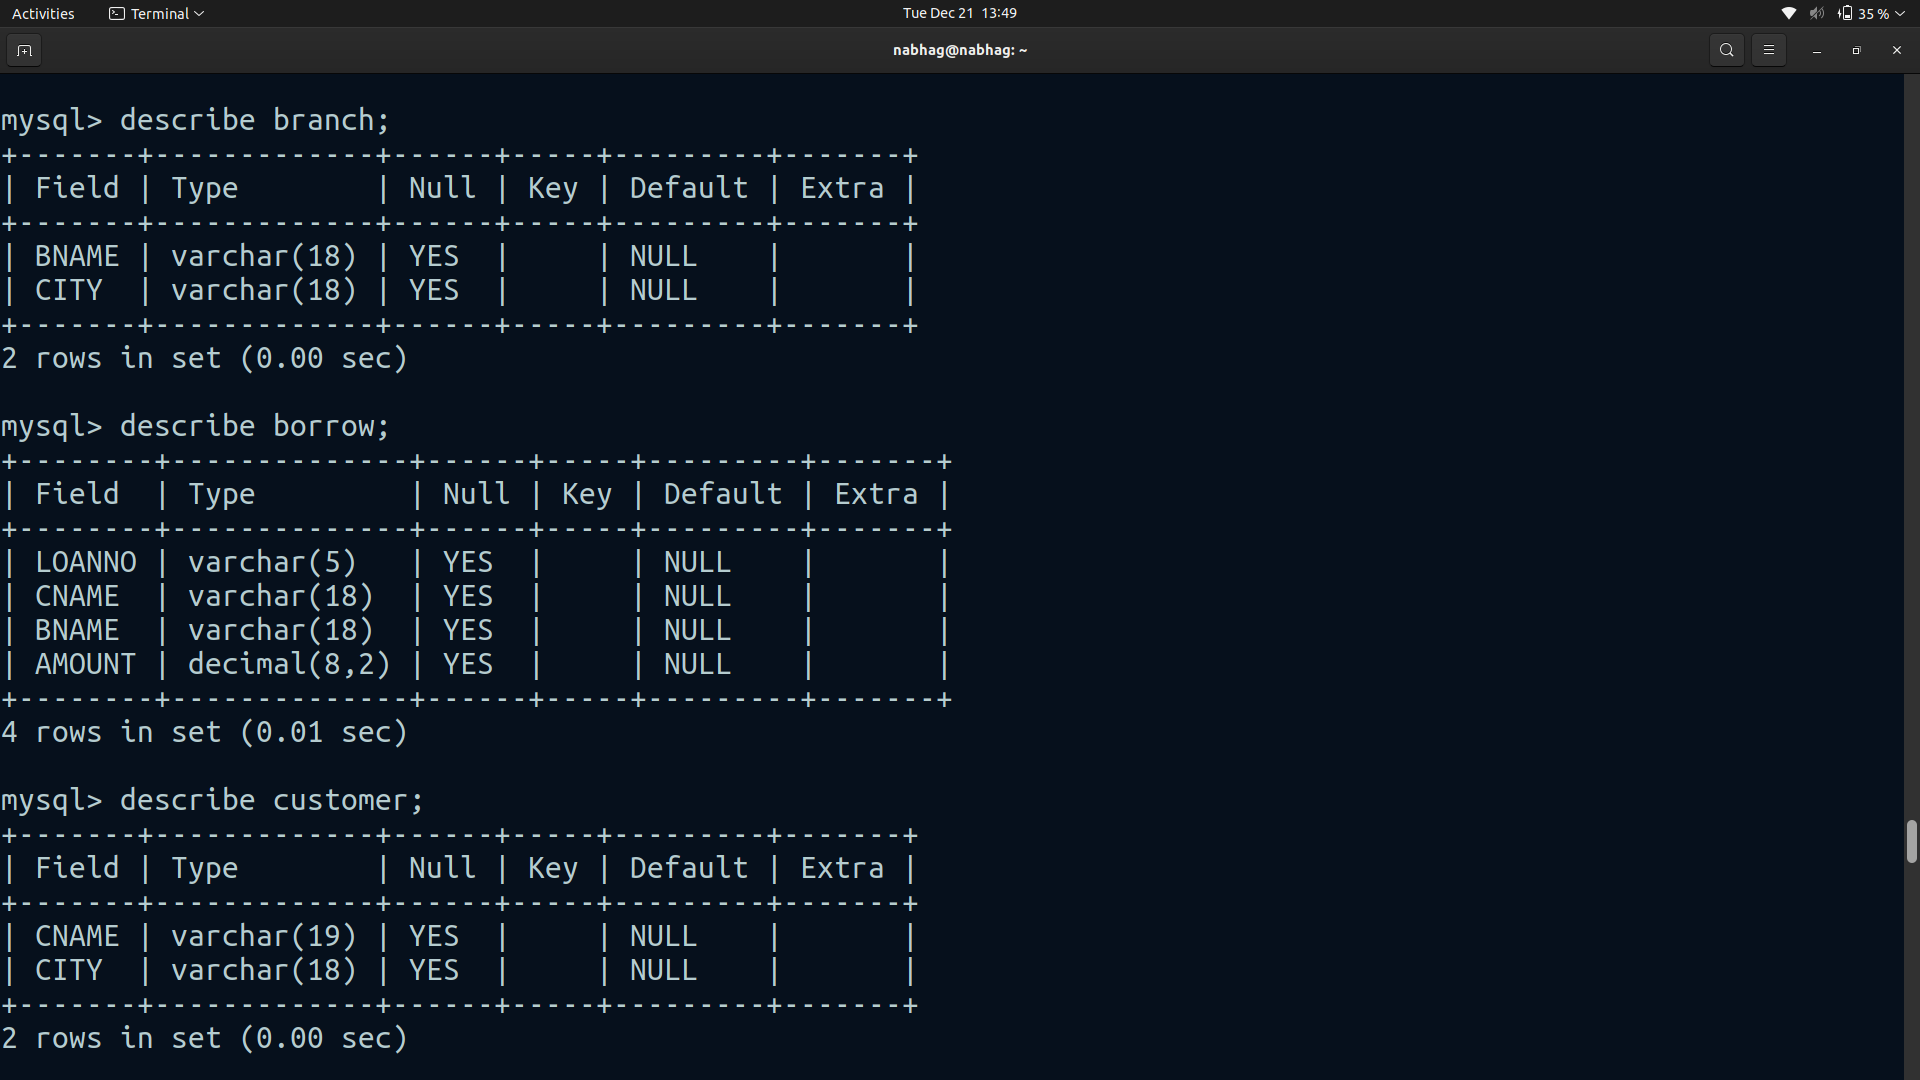 Activities Terminal Tue Dec 21 13:49 35 %
nabhag@nabhag: ~
mysql> describe branch;
+-------+-------------+------+-----+---------+-------+
| Field | Type        | Null | Key | Default | Extra |
+-------+-------------+------+-----+---------+-------+
| BNAME | varchar(18) | YES  |     | NULL    |       |
| CITY  | varchar(18) | YES  |     | NULL    |       |
+-------+-------------+------+-----+---------+-------+
2 rows in set (0.00 sec)
mysql> describe borrow;
+--------+--------------+------+-----+---------+-------+
| Field  | Type         | Null | Key | Default | Extra |
+--------+--------------+------+-----+---------+-------+
| LOANNO | varchar(5)   | YES  |     | NULL    |       |
| CNAME  | varchar(18)  | YES  |     | NULL    |       |
| BNAME  | varchar(18)  | YES  |     | NULL    |       |
| AMOUNT | decimal(8,2) | YES  |     | NULL    |       |
+--------+--------------+------+-----+---------+-------+
4 rows in set (0.01 sec)
mysql> describe customer;
+-------+-------------+------+-----+---------+-------+
| Field | Type        | Null | Key | Default | Extra |
+-------+-------------+------+-----+---------+-------+
| CNAME | varchar(19) | YES  |     | NULL    |       |
| CITY  | varchar(18) | YES  |     | NULL    |       |
+-------+-------------+------+-----+---------+-------+
2 rows in set (0.00 sec)